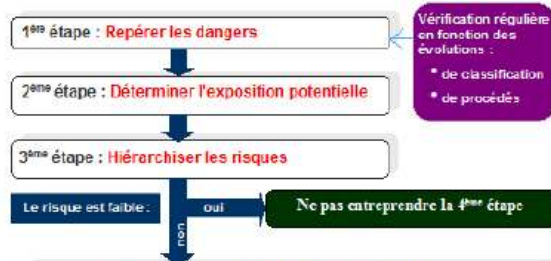 1ère étape : Repérer les dangers
Vérification régulière
en fonction des
évolutions :
* de classification
* de procédés
2ème étape : Déterminer l'exposition potentielle
3ème étape : Hiérarchiser les risques
Le risque est faible :
oui
Ne pas entreprendre la 4ème étape
non